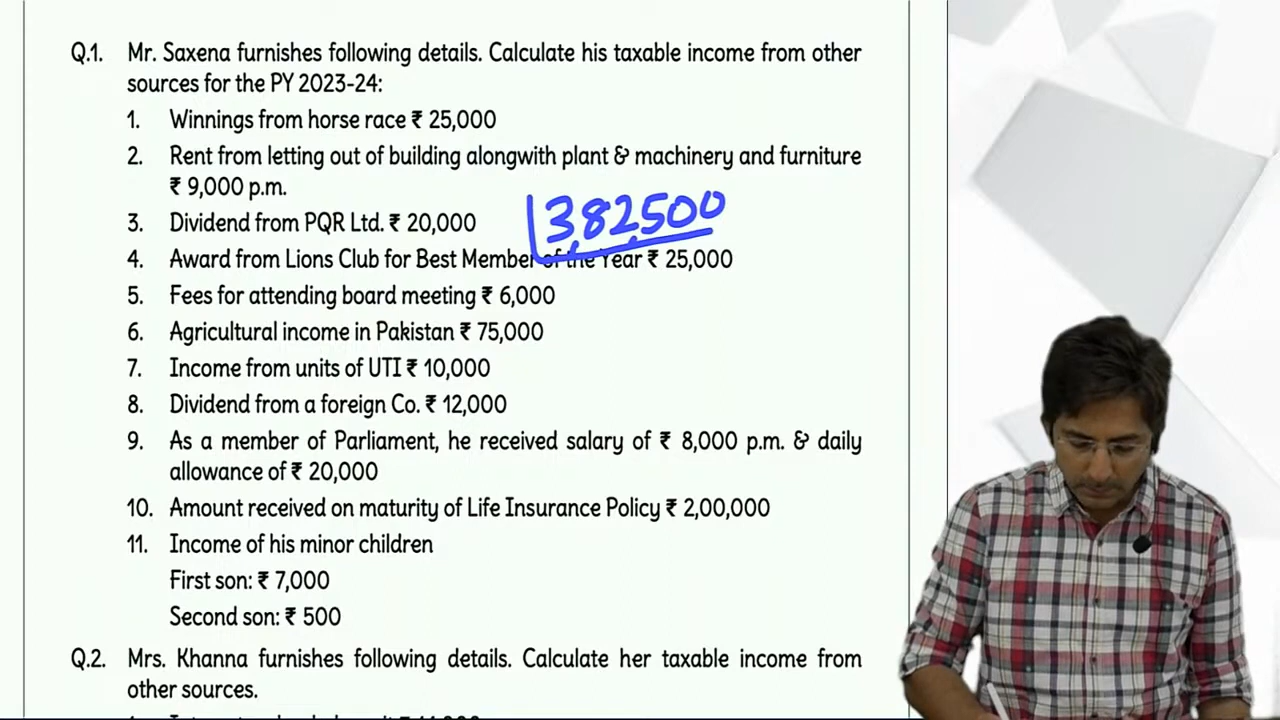 Q.1. Mr. Saxena furnishes following details. Calculate his taxable income from other
sources for the PY 2023-24:
1. Winnings from horse race ₹ 25,000
2. Rent from letting out of building alongwith plant & machinery and furniture
₹ 9,000 p.m.
3. Dividend from PQR Ltd. ₹ 20,000
3,82,500
4. Award from Lions Club for Best Member of the Year ₹ 25,000
5. Fees for attending board meeting ₹ 6,000
6. Agricultural income in Pakistan ₹ 75,000
7. Income from units of UTI ₹ 10,000
8. Dividend from a foreign Co. ₹ 12,000
9. As a member of Parliament, he received salary of ₹ 8,000 p.m. & daily
allowance of ₹ 20,000
10. Amount received on maturity of Life Insurance Policy ₹ 2,00,000
11. Income of his minor children
First son: ₹ 7,000
Second son: ₹ 500
Q.2. Mrs. Khanna furnishes following details. Calculate her taxable income from
other sources.